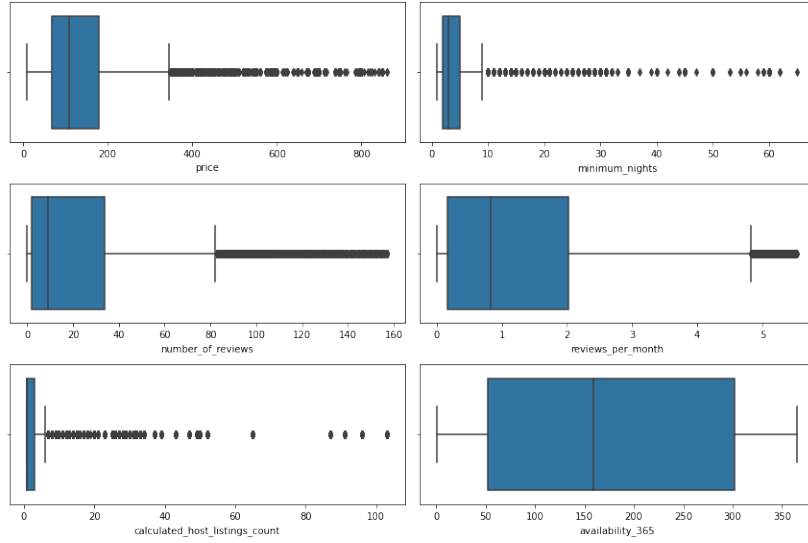 0 200 400 600 800
price
0 10 20 30 40 50 60
minimum_nights
0 20 40 60 80 100 120 140 160
number_of_reviews
0 1 2 3 4 5
reviews_per_month
0 20 40 60 80 100
calculated_host_listings_count
0 50 100 150 200 250 300 350
availability_365